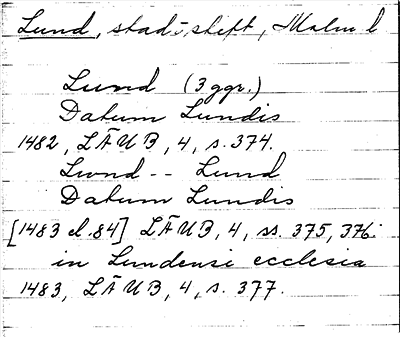 Lund, stad i, stift, Malm l
Lund (3 ggr.)
Datum Lundis
1482, LÄUB, 4, s. 374.
Lund -- Lund
Datum Lundis
[1483 el. 84] LÄUB, 4, ss. 375, 376.
in Lundensi ecclesia
1483, LÄUB, 4, s. 377.